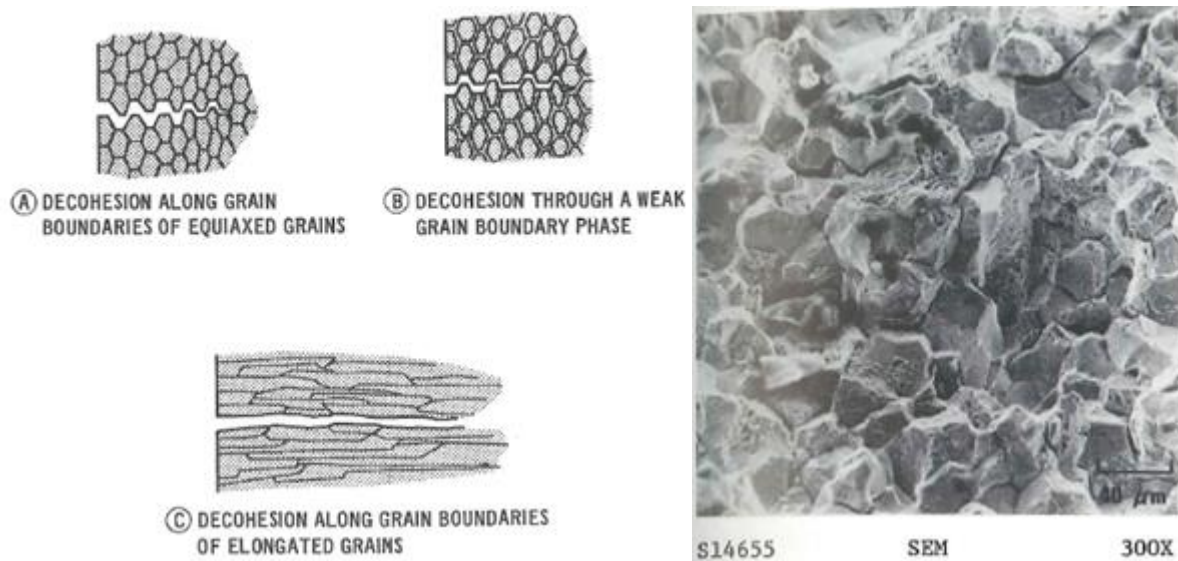 Ⓐ DECOHESION ALONG GRAIN
BOUNDARIES OF EQUIAXED GRAINS
Ⓑ DECOHESION THROUGH A WEAK
GRAIN BOUNDARY PHASE
Ⓒ DECOHESION ALONG GRAIN BOUNDARIES
OF ELONGATED GRAINS
40 μm
S14655 SEM 300X